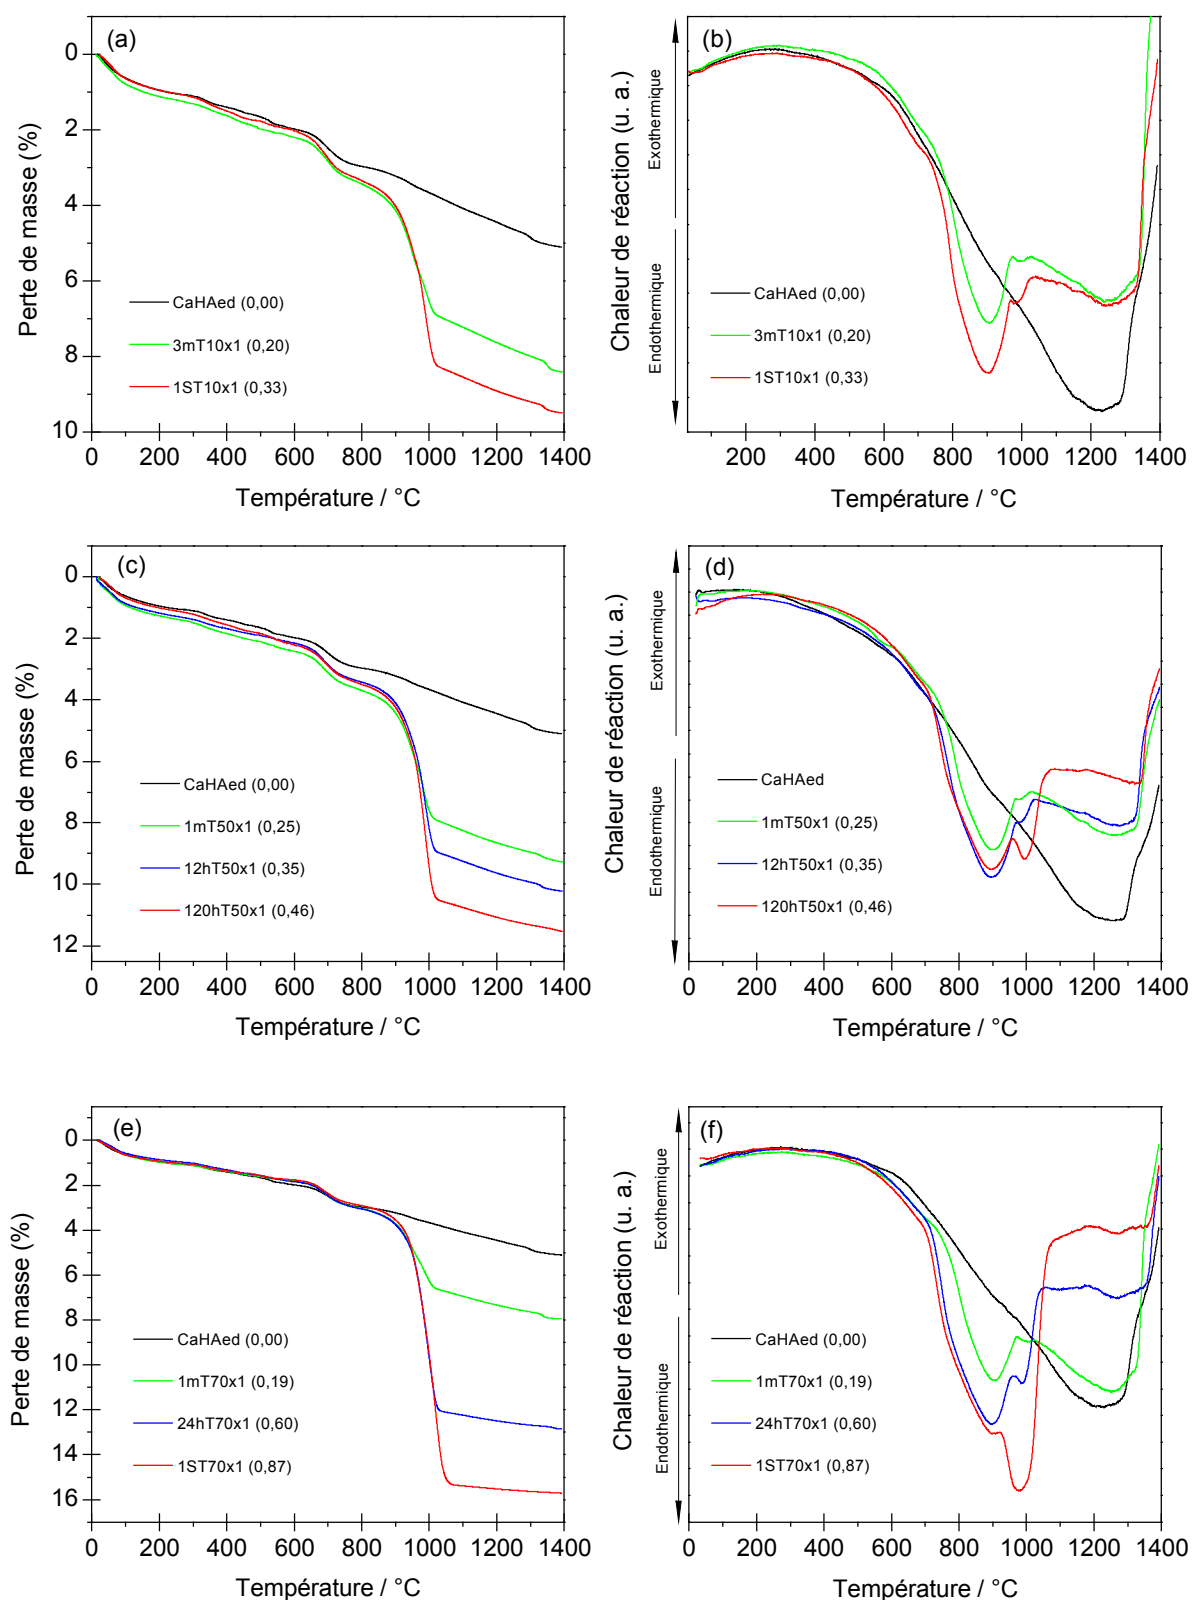 (a)
Perte de masse (%)
0
2
4
6
8
10
CaHAed (0,00)
3mT10x1 (0,20)
1ST10x1 (0,33)
0 200 400 600 800 1000 1200 1400
Température / °C
(b)
Chaleur de réaction (u. a.)
Exothermique
Endothermique
CaHAed (0,00)
3mT10x1 (0,20)
1ST10x1 (0,33)
200 400 600 800 1000 1200 1400
Température / °C
(c)
Perte de masse (%)
0
2
4
6
8
10
12
CaHAed (0,00)
1mT50x1 (0,25)
12hT50x1 (0,35)
120hT50x1 (0,46)
0 200 400 600 800 1000 1200 1400
Température / °C
(d)
Chaleur de réaction (u. a.)
Exothermique
Endothermique
CaHAed
1mT50x1 (0,25)
12hT50x1 (0,35)
120hT50x1 (0,46)
0 200 400 600 800 1000 1200 1400
Température / °C
(e)
Perte de masse (%)
0
2
4
6
8
10
12
14
16
CaHAed (0,00)
1mT70x1 (0,19)
24hT70x1 (0,60)
1ST70x1 (0,87)
0 200 400 600 800 1000 1200 1400
Température / °C
(f)
Chaleur de réaction (u. a.)
Exothermique
Endothermique
CaHAed (0,00)
1mT70x1 (0,19)
24hT70x1 (0,60)
1ST70x1 (0,87)
0 200 400 600 800 1000 1200 1400
Température / °C